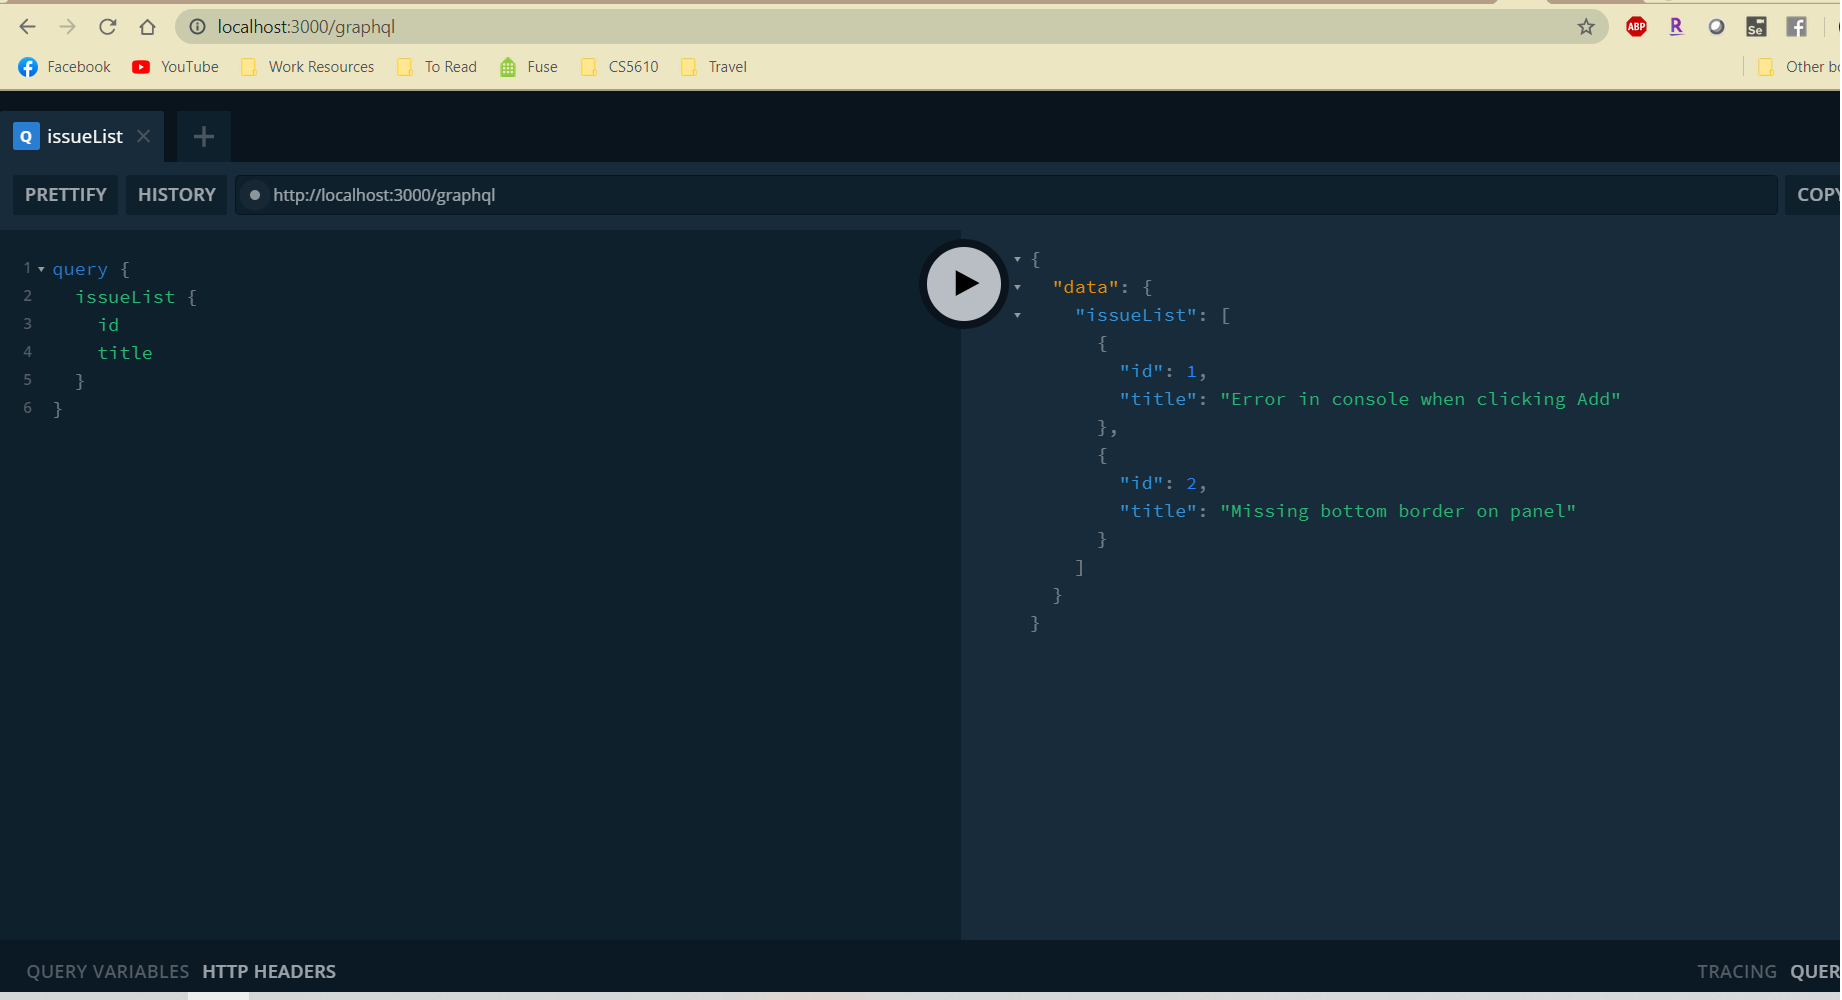 localhost:3000/graphql
ABP
R
Se
Facebook YouTube Work Resources To Read Fuse CS5610 Travel Other
Q issueList
PRETTIFY HISTORY http://localhost:3000/graphql COPY
1 query {
2 issueList {
3 id
4 title
5 }
6 }
{
"data": {
"issueList": [
{
"id": 1,
"title": "Error in console when clicking Add"
},
{
"id": 2,
"title": "Missing bottom border on panel"
}
]
}
}
QUERY VARIABLES HTTP HEADERS TRACING